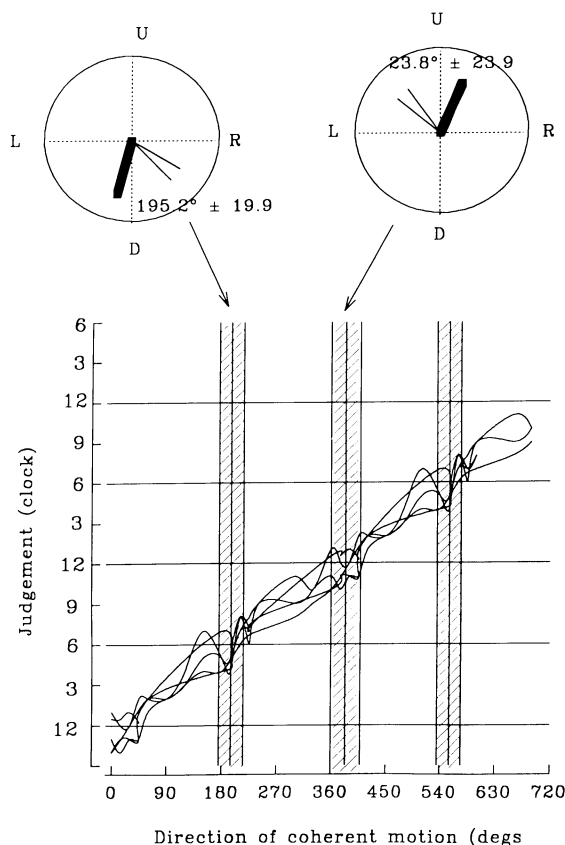 U
L
R
195.2° ± 19.9
D
U
23.8° ± 23.9
L
R
D
Judgement (clock)
6
3
12
9
6
3
12
9
6
3
12
0 90 180 270 360 450 540 630 720
Direction of coherent motion (degs